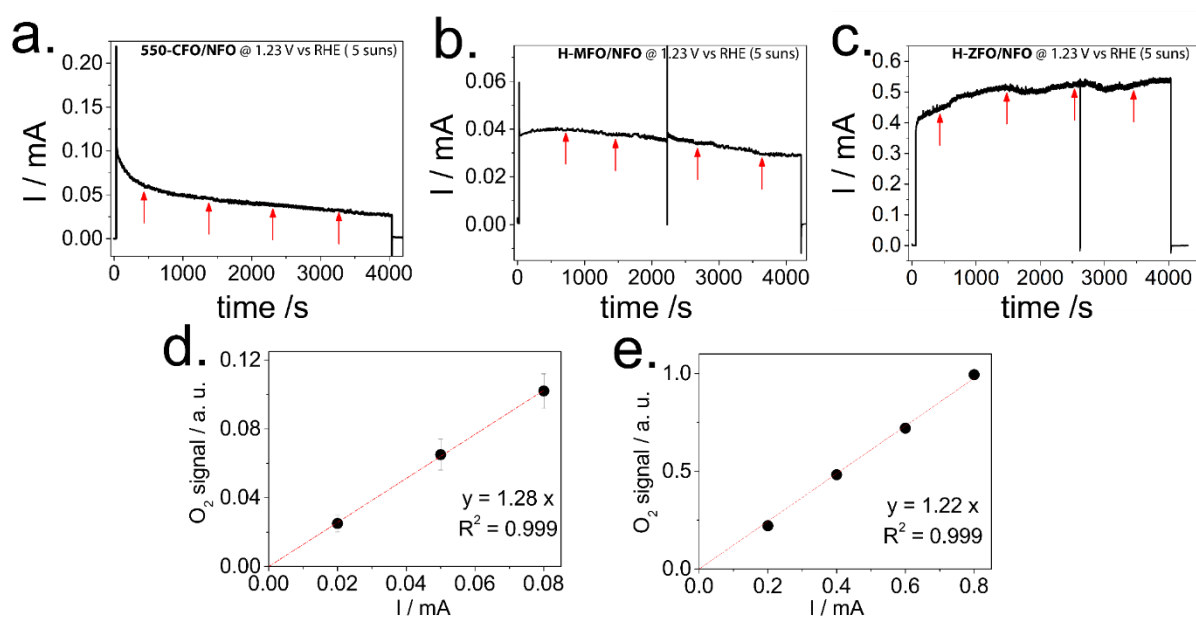 a.
550-CFO/NFO @ 1.23 V vs RHE ( 5 suns)
0.20
0.15
0.10
0.05
0.00
I / mA
0 1000 2000 3000 4000
time /s
b.
H-MFO/NFO @ 1.23 V vs RHE (5 suns)
0.06
0.04
0.02
0.00
I / mA
0 1000 2000 3000 4000
time /s
c.
H-ZFO/NFO @ 1.23 V vs RHE (5 suns)
0.6
0.5
0.4
0.3
0.2
0.1
0.0
I / mA
0 1000 2000 3000 4000
time /s
d.
0.12
0.08
0.04
0.00
O₂ signal / a. u.
y = 1.28 x
R² = 0.999
0.00 0.02 0.04 0.06 0.08
I / mA
e.
1.0
0.5
0.0
O₂ signal / a. u.
y = 1.22 x
R² = 0.999
0.0 0.2 0.4 0.6 0.8
I / mA